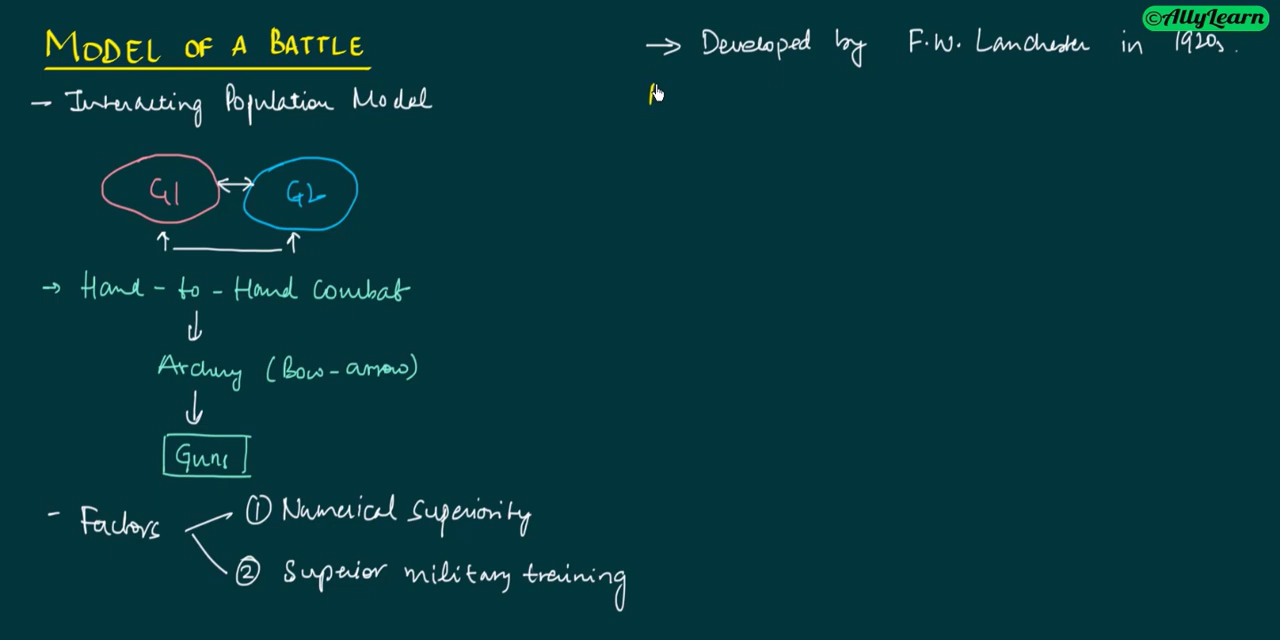 ©AllyLearn
MODEL OF A BATTLE
- Interacting Population Model
G1 ↔ G2
→ Hand - to - Hand combat
↓
Archery (Bow - arrow)
↓
Guns
- Factors
① Numerical superiority
② Superior military training
→ Developed by F.W. Lanchester in 1920s.